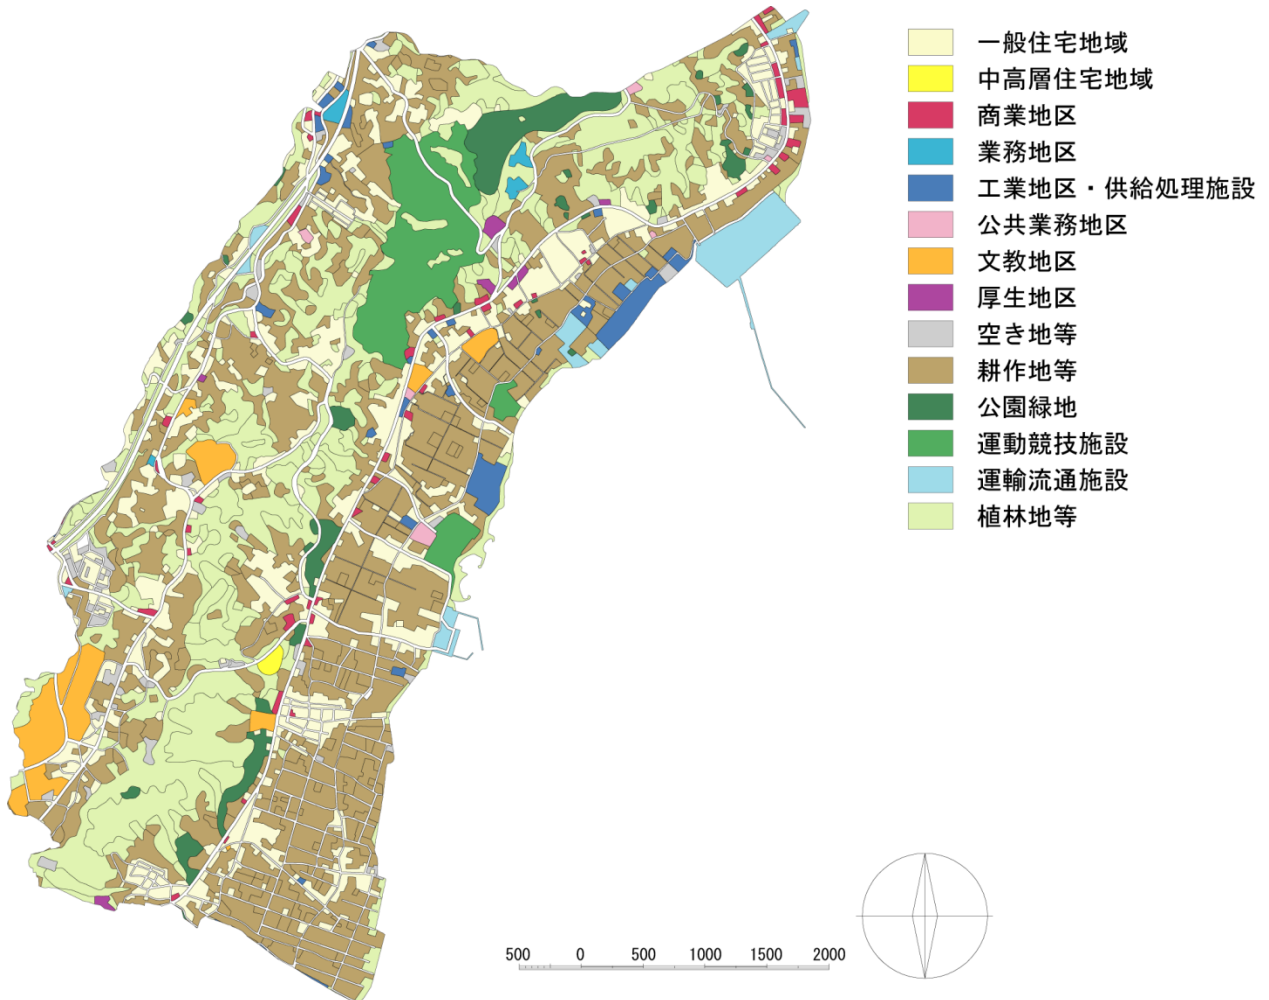 一般住宅地域
中高層住宅地域
商業地区
業務地区
工業地区・供給処理施設
公共業務地区
文教地区
厚生地区
空き地等
耕作地等
公園緑地
運動競技施設
運輸流通施設
植林地等
500 0 500 1000 1500 2000